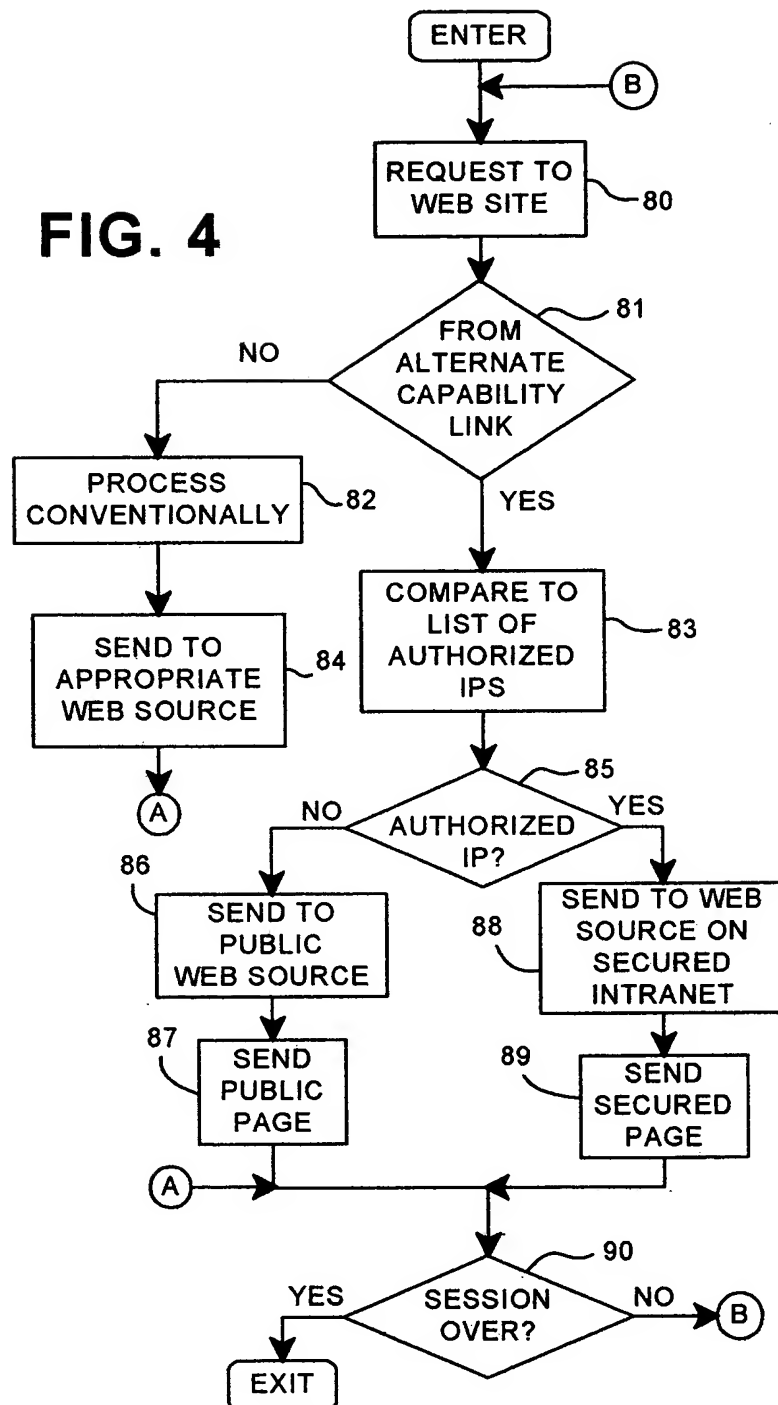 ENTER
B
REQUEST TO
WEB SITE
80
FIG. 4
81
FROM
ALTERNATE
CAPABILITY
LINK
NO
YES
PROCESS
CONVENTIONALLY
82
COMPARE TO
LIST OF
AUTHORIZED
IPS
83
SEND TO
APPROPRIATE
WEB SOURCE
84
A
85
AUTHORIZED
IP?
NO
YES
86
SEND TO
PUBLIC
WEB SOURCE
88
SEND TO WEB
SOURCE ON
SECURED
INTRANET
87
SEND
PUBLIC
PAGE
89
SEND
SECURED
PAGE
A
90
SESSION
OVER?
YES
NO
B
EXIT